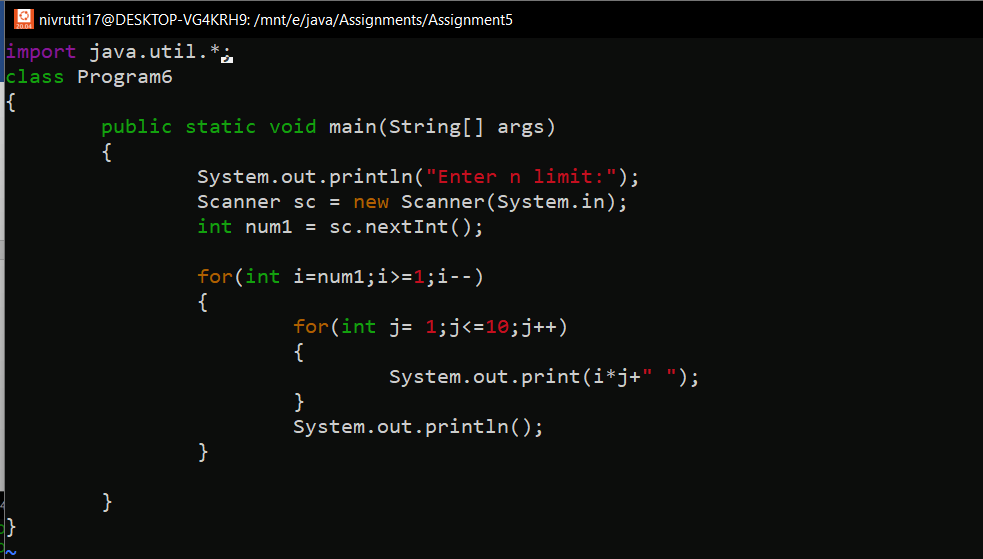 20.04 nivrutti17@DESKTOP-VG4KRH9: /mnt/e/java/Assignments/Assignment5
import java.util.*;
class Program6
{
        public static void main(String[] args)
        {
                System.out.println("Enter n limit:");
                Scanner sc = new Scanner(System.in);
                int num1 = sc.nextInt();

                for(int i=num1;i>=1;i--)
                {
                        for(int j= 1;j<=10;j++)
                        {
                                System.out.print(i*j+" ");
                        }
                        System.out.println();
                }

        }
}
~